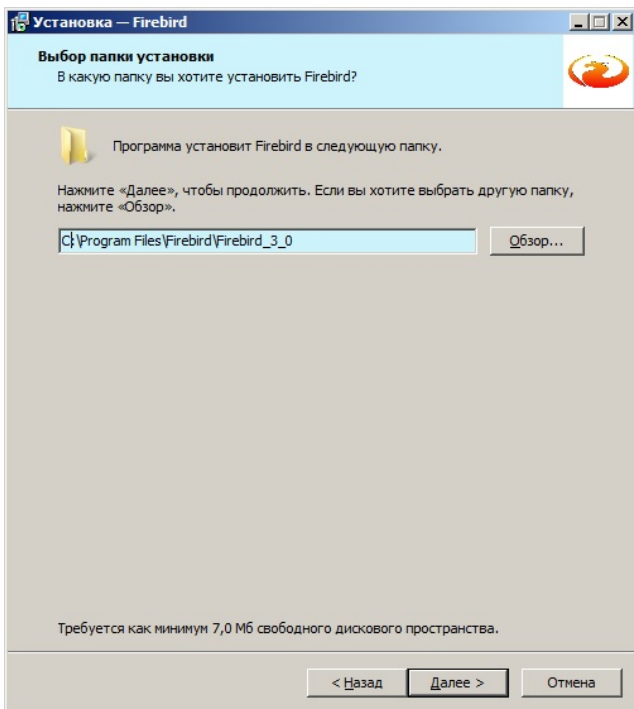 Установка — Firebird
Выбор папки установки
В какую папку вы хотите установить Firebird?
Программа установит Firebird в следующую папку.
Нажмите «Далее», чтобы продолжить. Если вы хотите выбрать другую папку,
нажмите «Обзор».
C:\Program Files\Firebird\Firebird_3_0
Обзор...
Требуется как минимум 7,0 Мб свободного дискового пространства.
< Назад
Далее >
Отмена